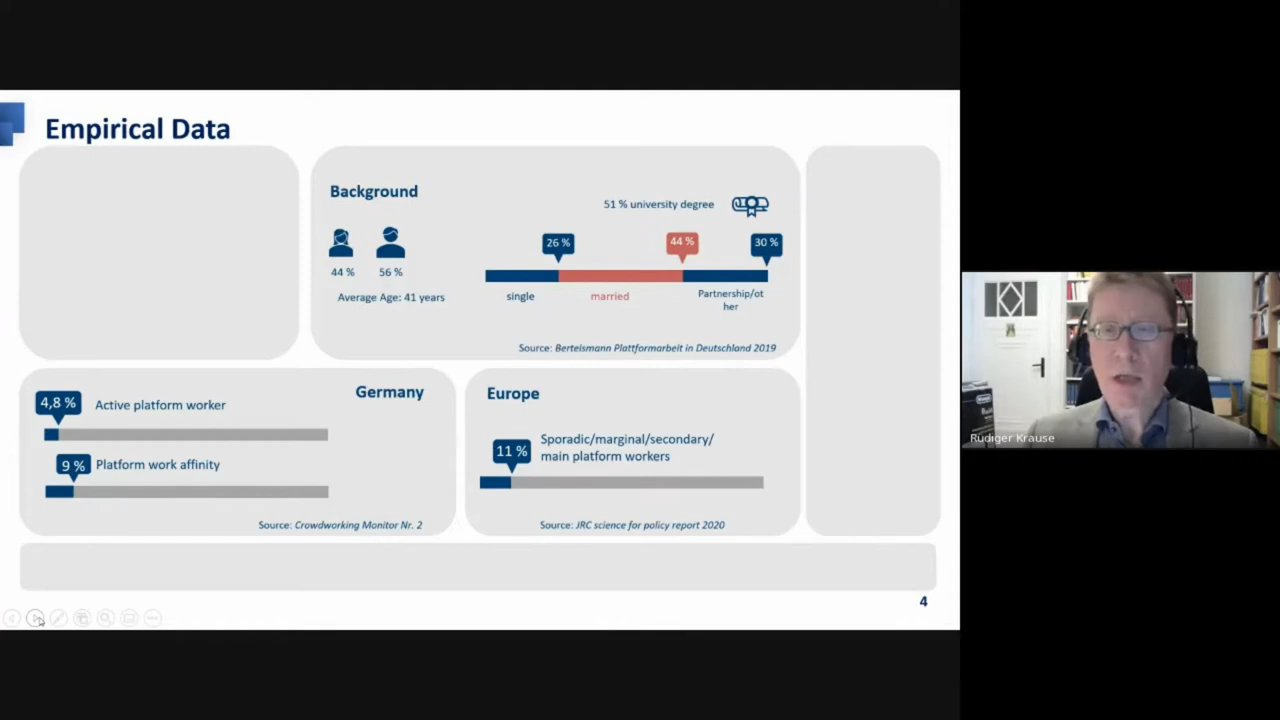 Empirical Data
Background
51 % university degree
44 %
56 %
Average Age: 41 years
26 %
44 %
30 %
single
married
Partnership/ot
her
Source: Bertelsmann Plattformarbeit in Deutschland 2019
Germany
4,8 %
Active platform worker
9 %
Platform work affinity
Source: Crowdworking Monitor Nr. 2
Europe
11 %
Sporadic/marginal/secondary/
main platform workers
Source: JRC science for policy report 2020
4
Rüdiger Krause